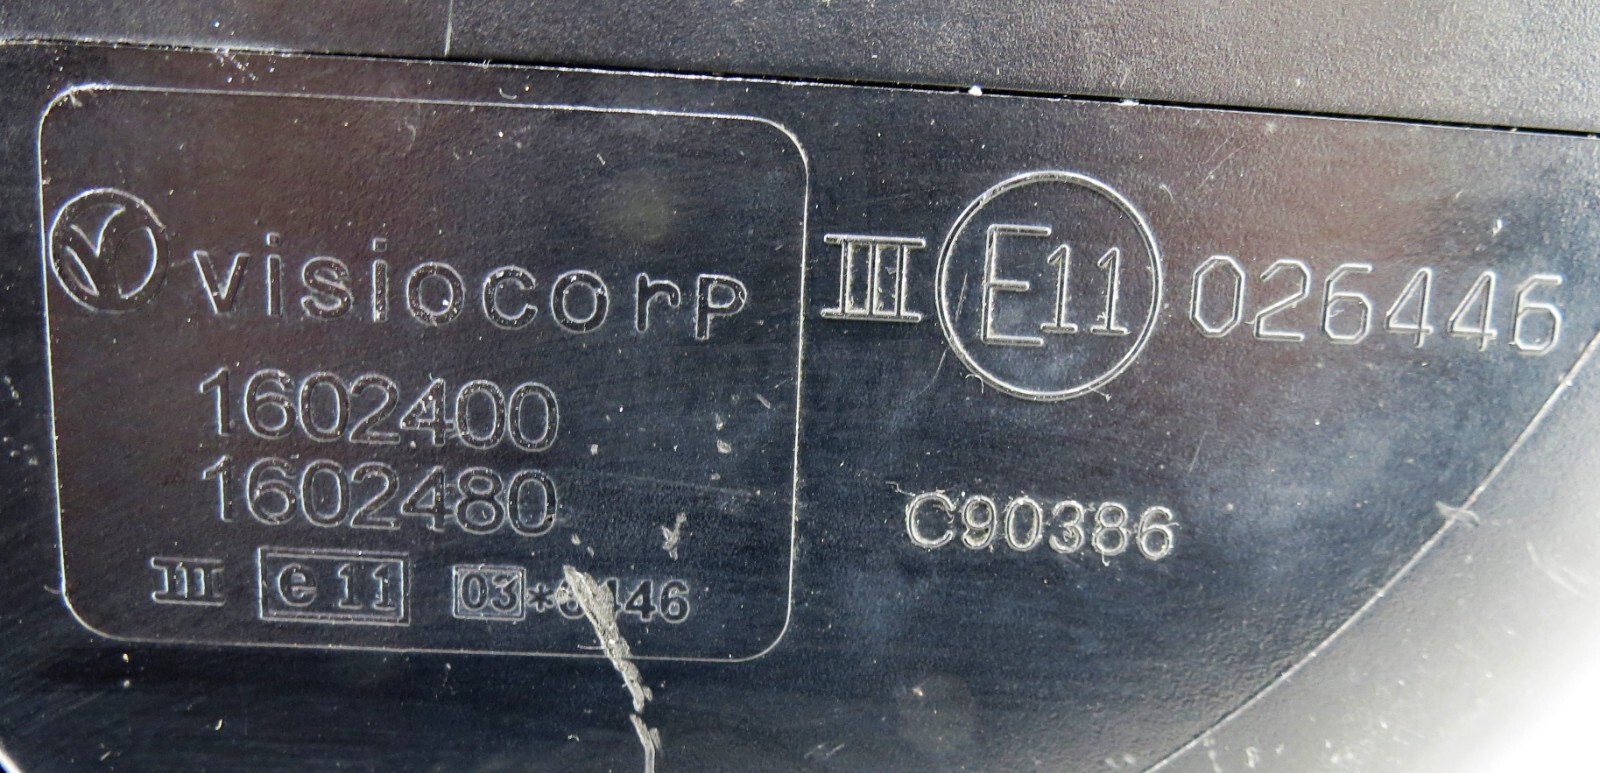 visiocorp
III E11 026446
1602400
1602480
C90386
III e 11 03